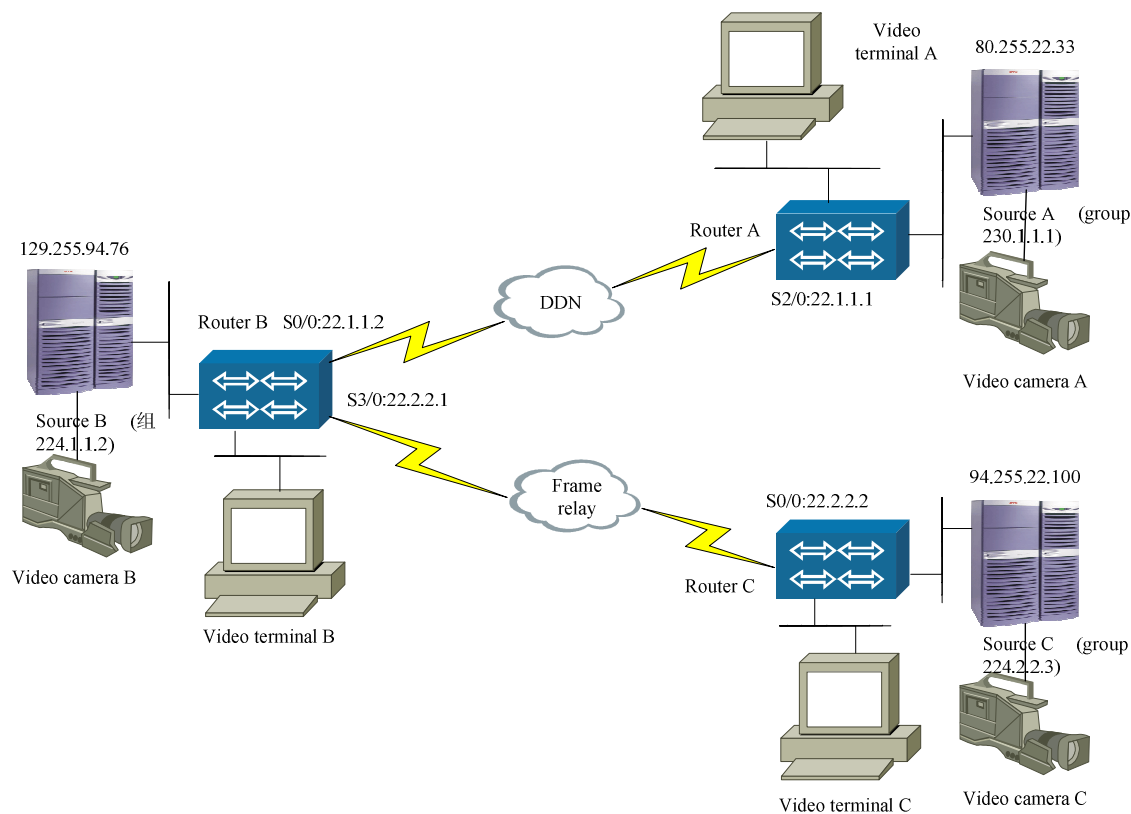 Video
terminal A
80.255.22.33
Source A (group
230.1.1.1)
Router A
129.255.94.76
DDN
S2/0:22.1.1.1
Router B S0/0:22.1.1.2
Video camera A
S3/0:22.2.2.1
Source B (组
224.1.1.2)
Frame
relay
94.255.22.100
S0/0:22.2.2.2
Video camera B
Router C
Video terminal B
Source C (group
224.2.2.3)
Video terminal C
Video camera C